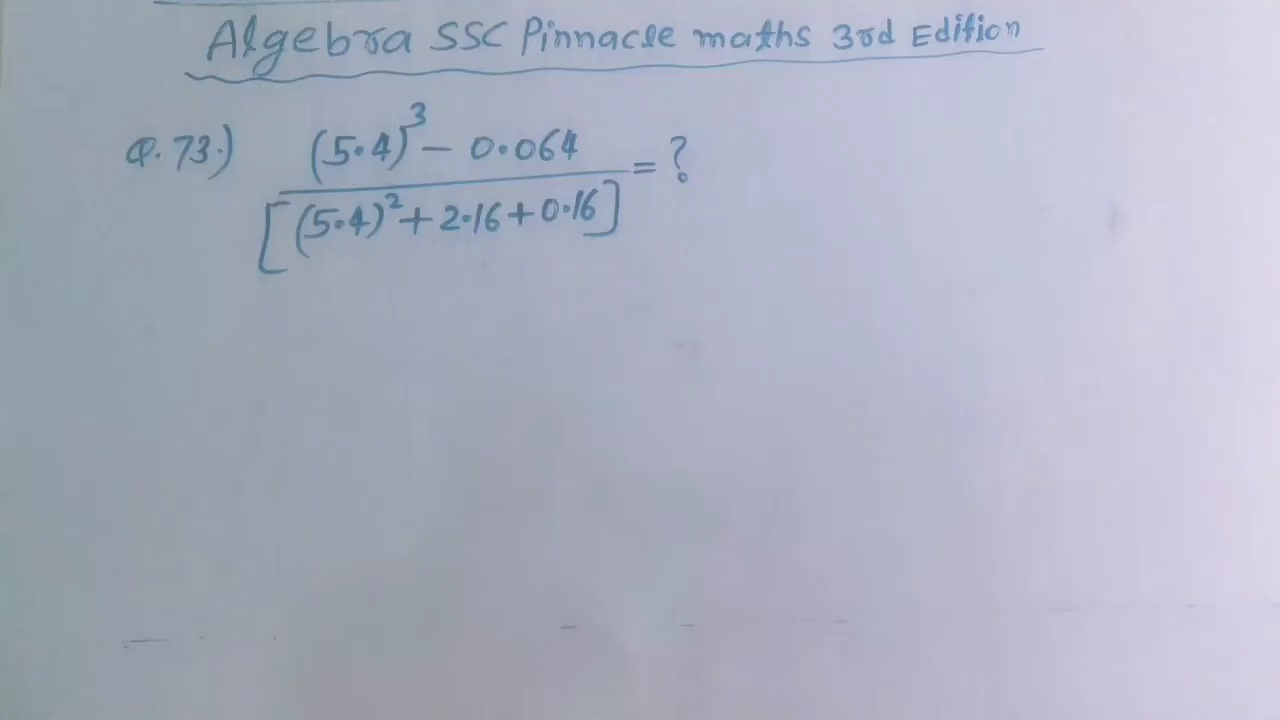 Algebra SSC Pinnacle maths 3rd Edition
Q.73.) (5.4)³ - 0.064
[(5.4)² + 2.16 + 0.16] = ?